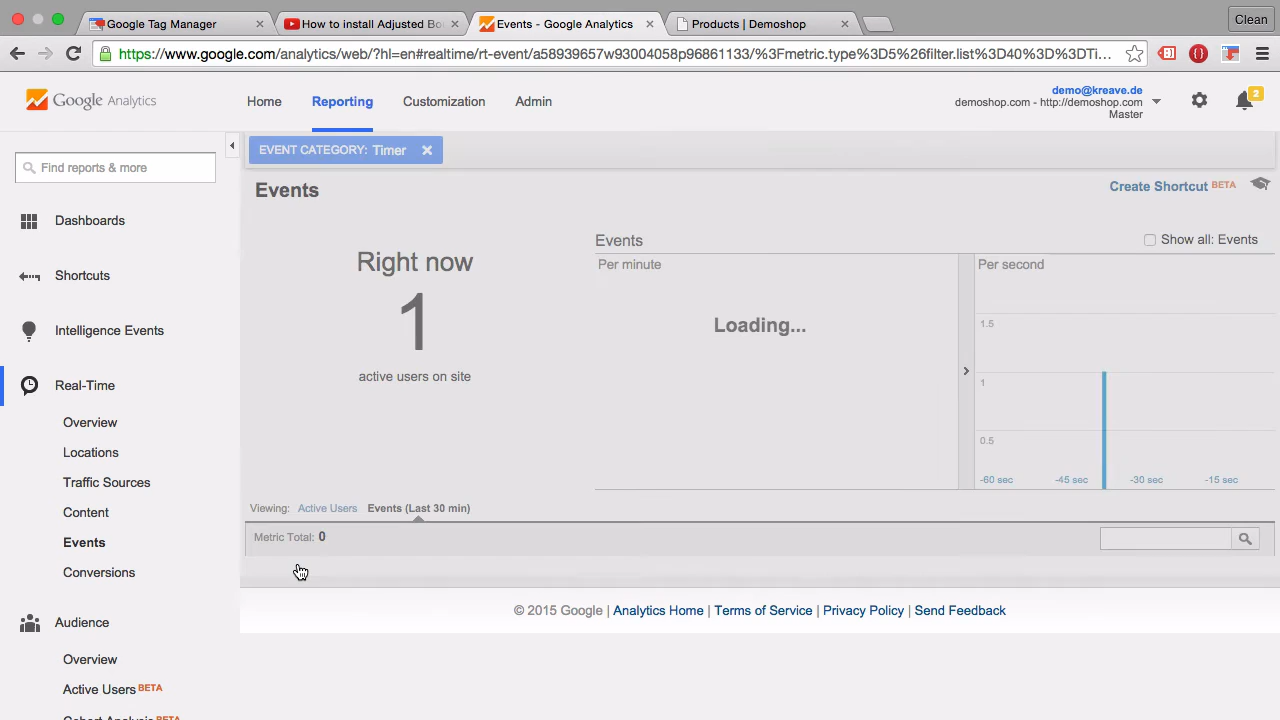 Google Tag Manager
How to install Adjusted Bo
Events - Google Analytics
Products | Demoshop
Clean
https://www.google.com/analytics/web/?hl=en#realtime/rt-event/a58939657w93004058p96861133/%3Fmetric.type%3D5%26filter.list%3D40%3D%3DTi...
Google Analytics
Home
Reporting
Customization
Admin
demo@kreave.de
demoshop.com - http://demoshop.com
Master
2
Find reports & more
EVENT CATEGORY: Timer
Events
Create Shortcut BETA
Dashboards
Shortcuts
Intelligence Events
Real-Time
Overview
Locations
Traffic Sources
Content
Events
Conversions
Audience
Overview
Active Users BETA
Cohort Analysis BETA
Right now
1
active users on site
Events
Show all: Events
Per minute
Loading...
Per second
1.5
1
0.5
-60 sec
-45 sec
-30 sec
-15 sec
Viewing: Active Users Events (Last 30 min)
Metric Total: 0
© 2015 Google | Analytics Home | Terms of Service | Privacy Policy | Send Feedback